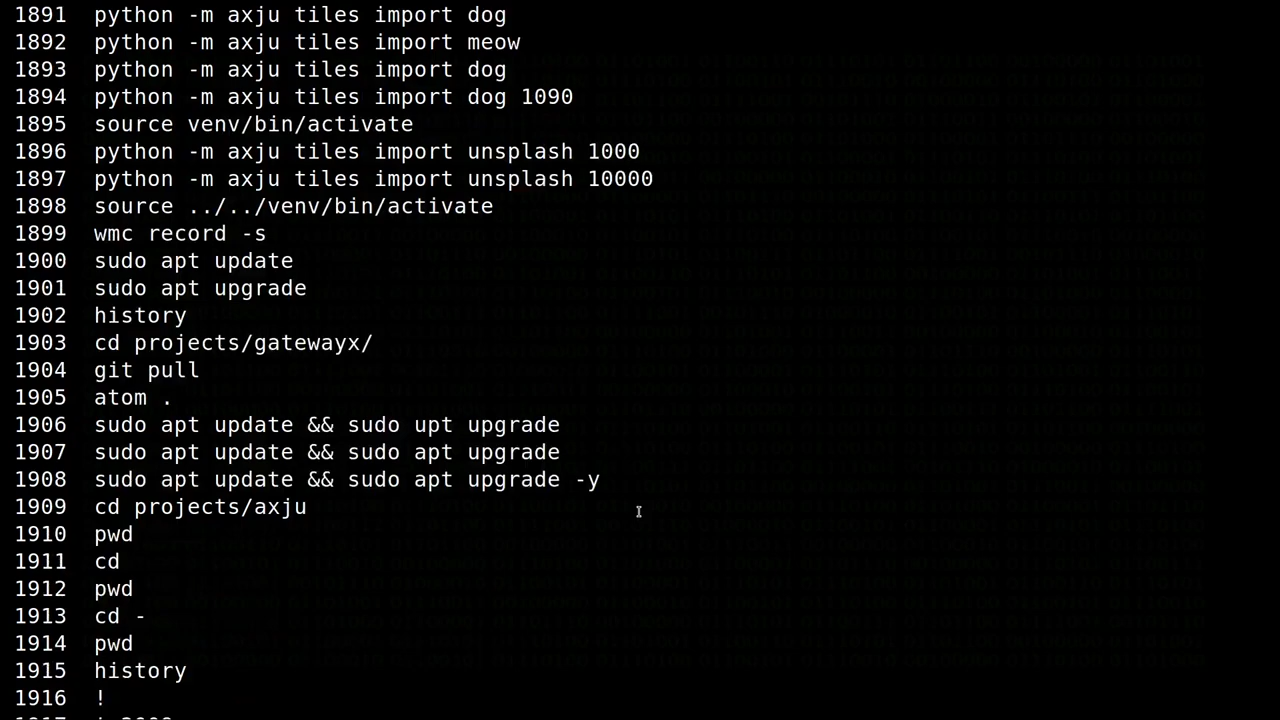 1891 python -m axju tiles import dog
1892 python -m axju tiles import meow
1893 python -m axju tiles import dog
1894 python -m axju tiles import dog 1090
1895 source venv/bin/activate
1896 python -m axju tiles import unsplash 1000
1897 python -m axju tiles import unsplash 10000
1898 source ../../venv/bin/activate
1899 wmc record -s
1900 sudo apt update
1901 sudo apt upgrade
1902 history
1903 cd projects/gatewayx/
1904 git pull
1905 atom .
1906 sudo apt update && sudo upt upgrade
1907 sudo apt update && sudo apt upgrade
1908 sudo apt update && sudo apt upgrade -y
1909 cd projects/axju
1910 pwd
1911 cd
1912 pwd
1913 cd -
1914 pwd
1915 history
1916 !